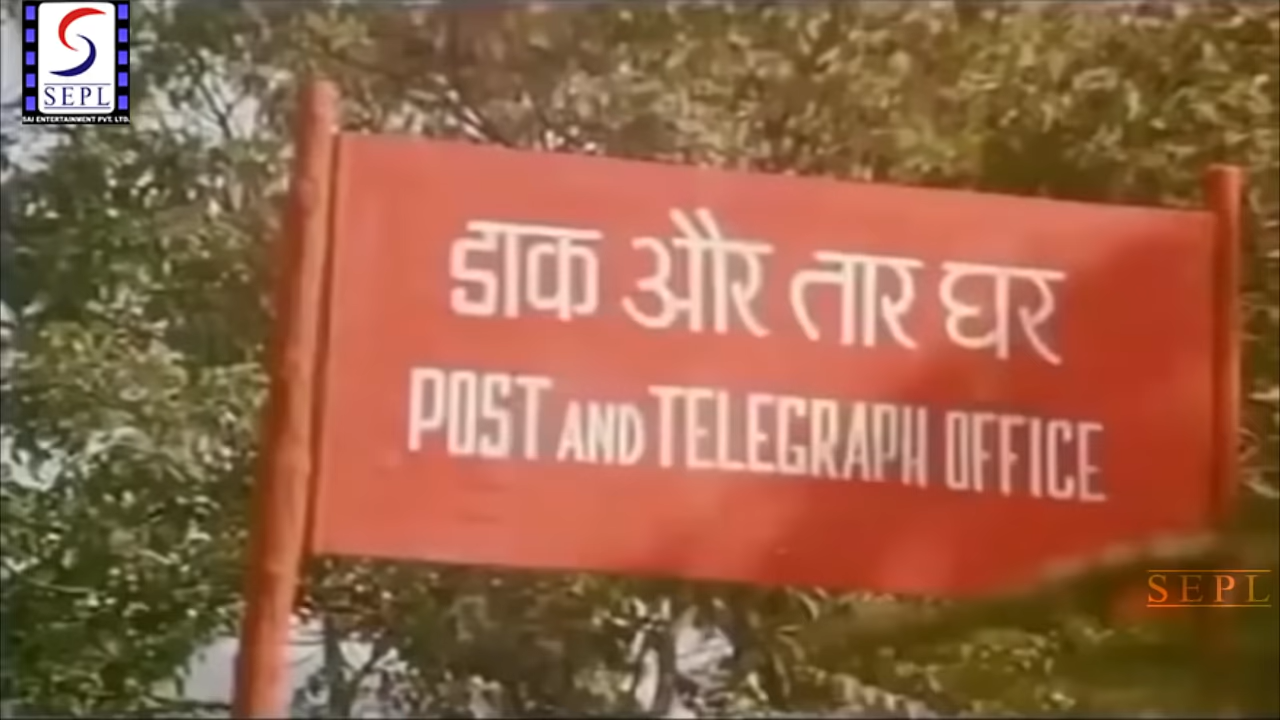 SEPL
SAI ENTERTAINMENT PVT. LTD.
डाक और तार घर
POST AND TELEGRAPH OFFICE
SEPL